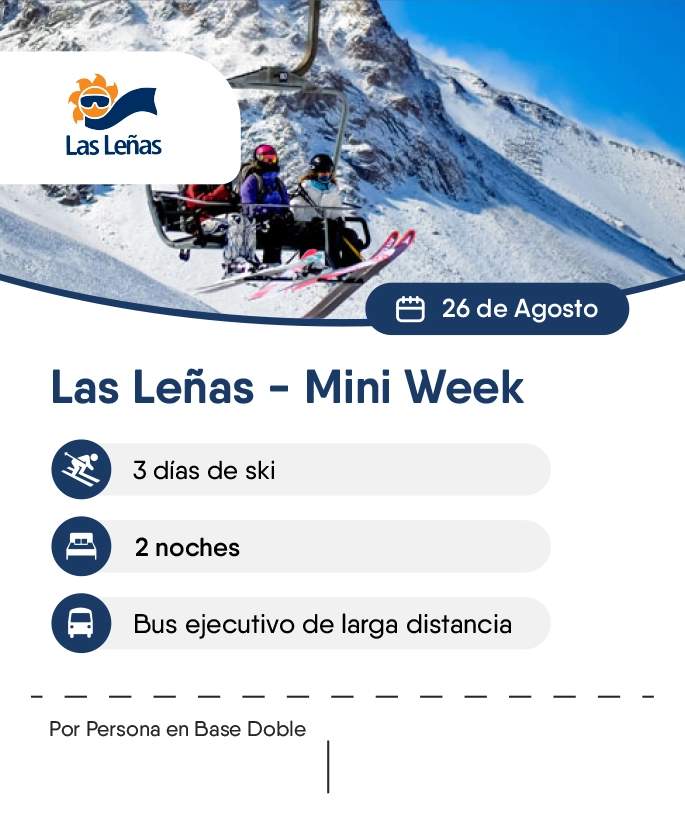 Las Leñas
26 de Agosto
Las Leñas - Mini Week
3 días de ski
2 noches
Bus ejecutivo de larga distancia
Por Persona en Base Doble